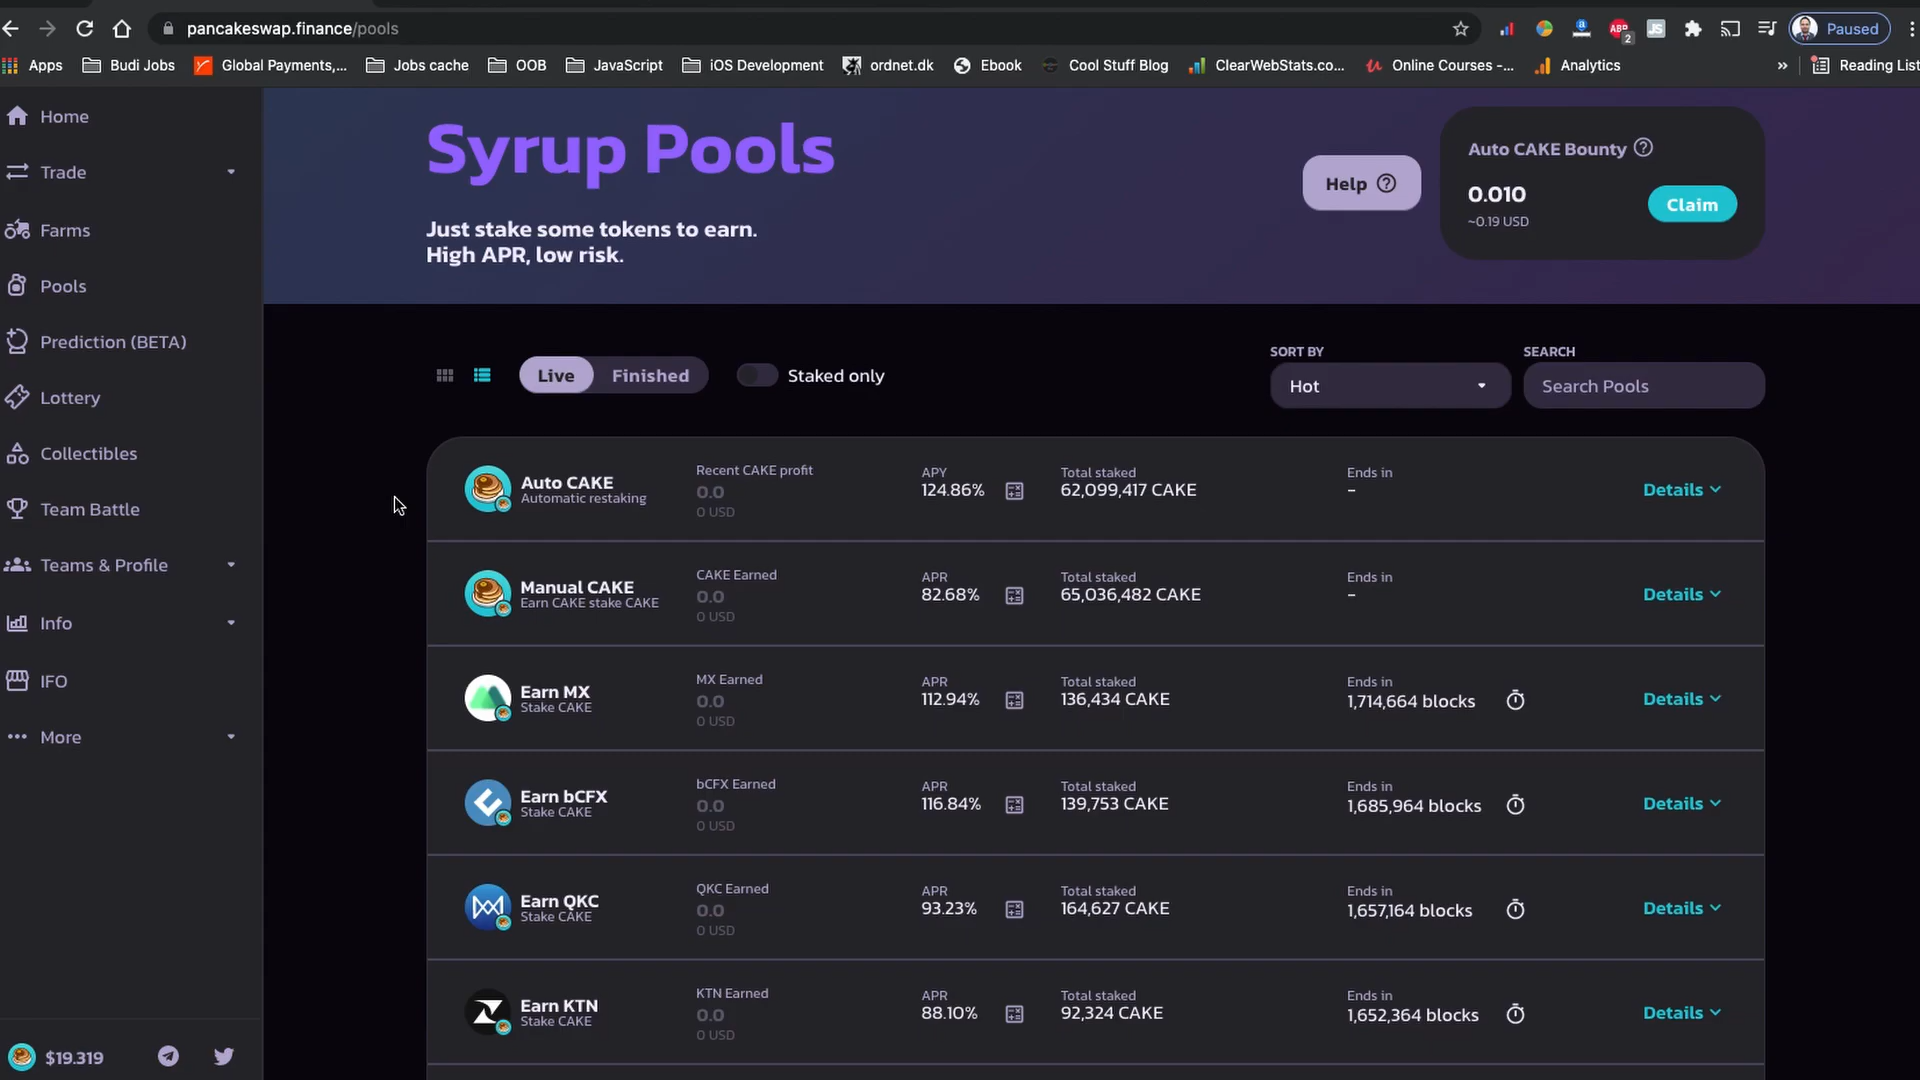 pancakeswap.finance/pools
ABP
2
JS
Paused
Apps
Budi Jobs
Global Payments,...
Jobs cache
OOB
JavaScript
iOS Development
ordnet.dk
Ebook
Cool Stuff Blog
ClearWebStats.co...
Online Courses -...
Analytics
»
Reading List
Home
Trade
Farms
Pools
Prediction (BETA)
Lottery
Collectibles
Team Battle
Teams & Profile
Info
IFO
More
$19.319
Syrup Pools
Just stake some tokens to earn.
High APR, low risk.
Help
Auto CAKE Bounty
0.010
~0.19 USD
Claim
Live
Finished
Staked only
SORT BY
Hot
SEARCH
Search Pools
Auto CAKE
Automatic restaking
Recent CAKE profit
0.0
0 USD
APY
124.86%
Total staked
62,099,417 CAKE
Ends in
-
Details
Manual CAKE
Earn CAKE stake CAKE
CAKE Earned
0.0
0 USD
APR
82.68%
Total staked
65,036,482 CAKE
Ends in
-
Details
Earn MX
Stake CAKE
MX Earned
0.0
0 USD
APR
112.94%
Total staked
136,434 CAKE
Ends in
1,714,664 blocks
Details
Earn bCFX
Stake CAKE
bCFX Earned
0.0
0 USD
APR
116.84%
Total staked
139,753 CAKE
Ends in
1,685,964 blocks
Details
Earn QKC
Stake CAKE
QKC Earned
0.0
0 USD
APR
93.23%
Total staked
164,627 CAKE
Ends in
1,657,164 blocks
Details
Earn KTN
Stake CAKE
KTN Earned
0.0
0 USD
APR
88.10%
Total staked
92,324 CAKE
Ends in
1,652,364 blocks
Details